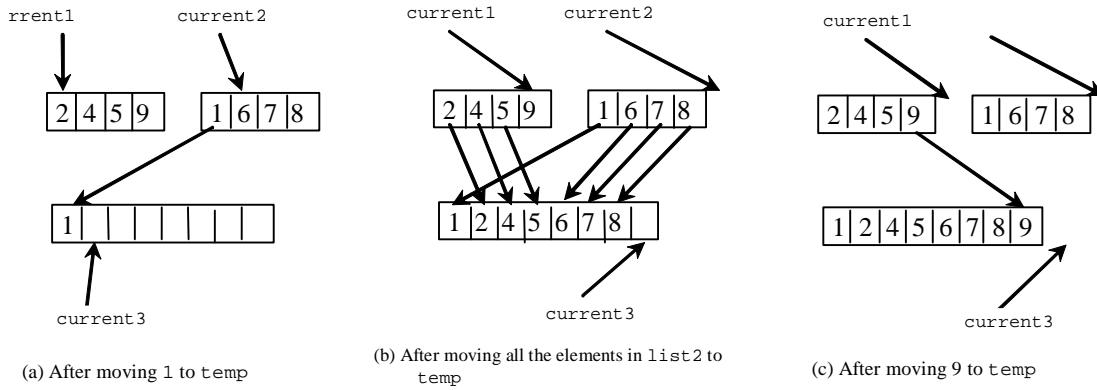 rrent1
current2
2 4 5 9
1 6 7 8
1
current3
(a) After moving 1 to temp
current1
current2
2 4 5 9
1 6 7 8
1 2 4 5 6 7 8
current3
(b) After moving all the elements in list2 to
temp
current1
2 4 5 9
1 6 7 8
1 2 4 5 6 7 8 9
current3
(c) After moving 9 to temp